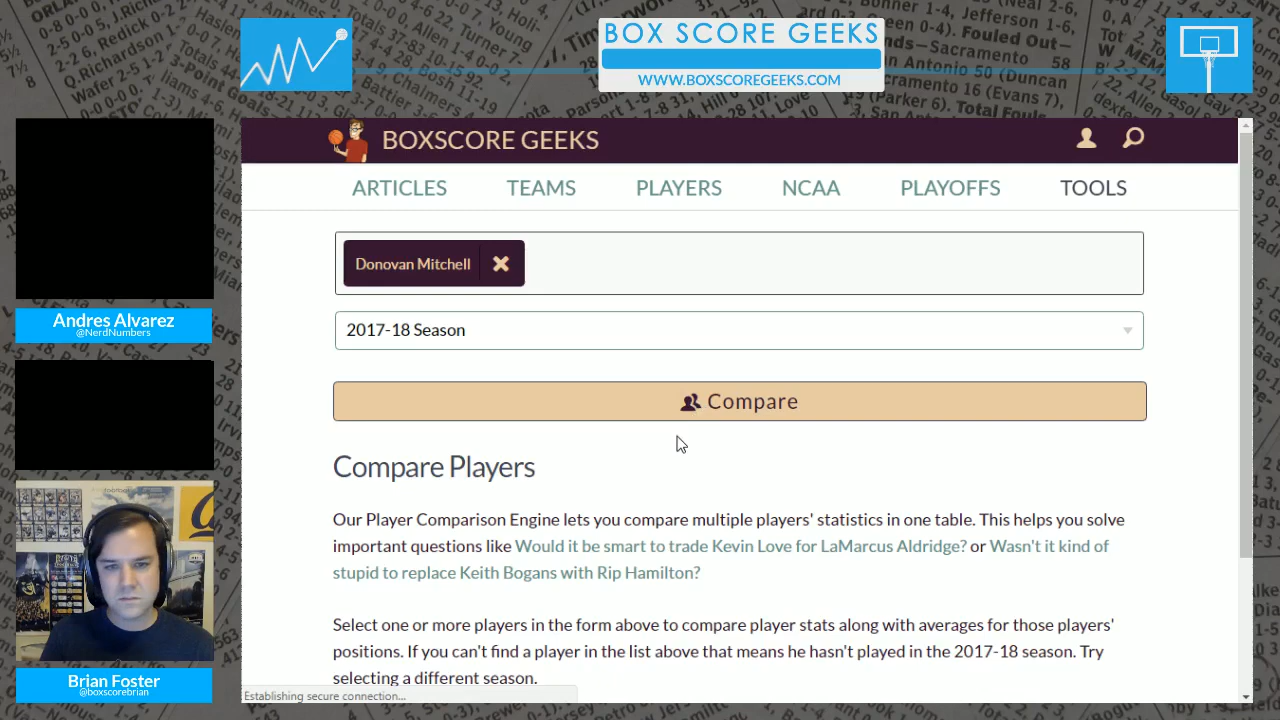 BOX SCORE GEEKS
WWW.BOXSCOREGEEKS.COM
BOXSCORE GEEKS
ARTICLES TEAMS PLAYERS NCAA PLAYOFFS TOOLS
Donovan Mitchell
2017-18 Season
Compare
Compare Players
Our Player Comparison Engine lets you compare multiple players' statistics in one table. This helps you solve
important questions like Would it be smart to trade Kevin Love for LaMarcus Aldridge? or Wasn't it kind of
stupid to replace Keith Bogans with Rip Hamilton?
Select one or more players in the form above to compare player stats along with averages for those players'
positions. If you can't find a player in the list above that means he hasn't played in the 2017-18 season. Try
selecting a different season.
Establishing secure connection...
Andres Alvarez
@NerdNumbers
Brian Foster
@boxscorebrian